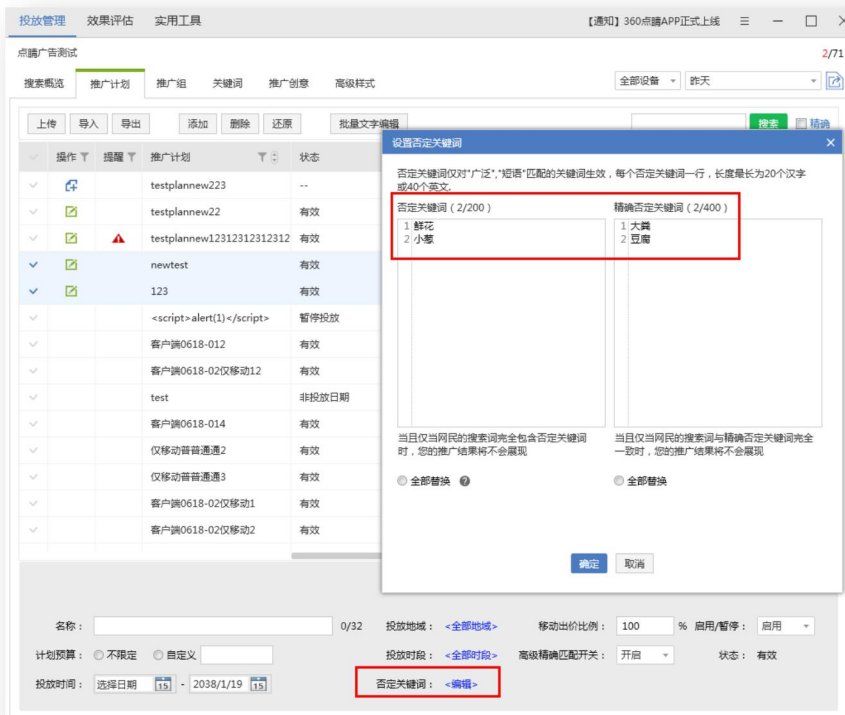 投放管理 效果评估 实用工具 【通知】360点睛APP正式上线
点睛广告测试 2/71
搜索概览 推广计划 推广组 关键词 推广创意 高级样式 全部设备 昨天
上传 导入 导出 添加 删除 还原 批量文字编辑 搜索 精确
操作 提醒 推广计划 状态
testplannew223 --
testplannew22 有效
testplannew12312312312312 有效
newtest 有效
123 有效
<script>alert(1)</script> 暂停投放
客户端0618-012 有效
客户端0618-02仅移动12 有效
test 非投放日期
客户端0618-014 有效
仅移动普普通通2 有效
仅移动普普通通3 有效
客户端0618-02仅移动1 有效
客户端0618-02仅移动2 有效
设置否定关键词
否定关键词仅对"广泛","短语"匹配的关键词生效，每个否定关键词一行，长度最长为20个汉字
或40个英文.
否定关键词（2/200） 精确否定关键词（2/400）
1 鲜花 1 大粪
2 小葱 2 豆腐
当且仅当网民的搜索词完全包含否定关键词 当且仅当网民的搜索词与精确否定关键词完全
时，您的推广结果将不会展现 一致时，您的推广结果将不会展现
全部替换 全部替换
确定 取消
名称： 0/32 投放地域： <全部地域> 移动出价比例： 100 % 启用/暂停： 启用
计划预算： 不限定 自定义 投放时段： <全部时段> 高级精确匹配开关： 开启 状态： 有效
投放时间： 选择日期 15 - 2038/1/19 15 否定关键词： <编辑>